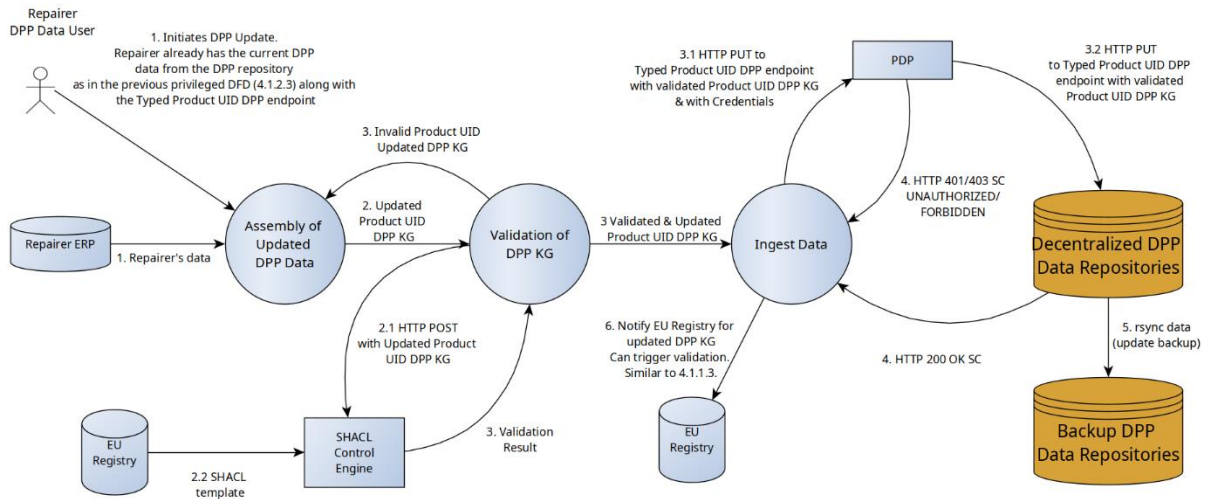 Repairer
DPP Data User
1. Initiates DPP Update.
Repairer already has the current DPP
data from the DPP repository
as in the previous privileged DFD (4.1.2.3) along with
the Typed Product UID DPP endpoint
3.1 HTTP PUT to
Typed Product UID DPP endpoint
with validated Product UID DPP KG
& with Credentials
PDP
3.2 HTTP PUT
to Typed Product UID DPP
endpoint with validated
Product UID DPP KG
3. Invalid Product UID
Updated DPP KG
4. HTTP 401/403 SC
UNAUTHORIZED/
FORBIDDEN
Repairer ERP
1. Repairer's data
Assembly of
Updated
DPP Data
2. Updated
Product UID
DPP KG
Validation of
DPP KG
3 Validated & Updated
Product UID DPP KG
Ingest Data
Decentralized DPP
Data Repositories
2.1 HTTP POST
with Updated Product
UID DPP KG
6. Notify EU Registry for
updated DPP KG
Can trigger validation.
Similar to 4.1.1.3.
4. HTTP 200 OK SC
5. rsync data
(update backup)
EU
Registry
2.2 SHACL
template
SHACL
Control
Engine
3. Validation
Result
EU
Registry
Backup DPP
Data Repositories